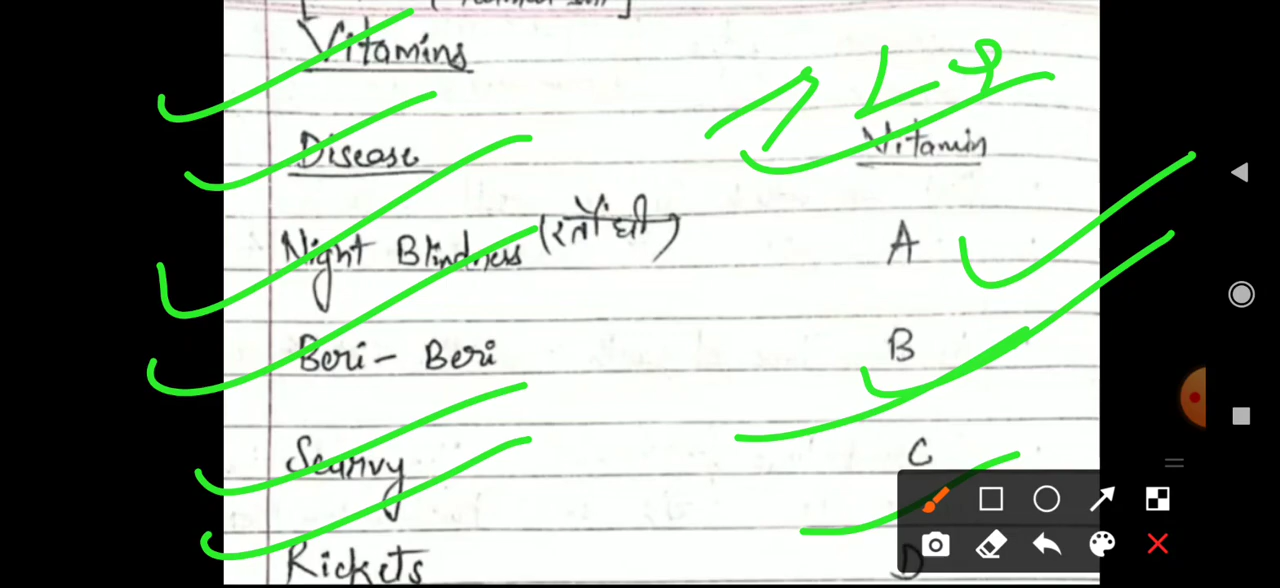 Vitamins
Disease Vitamin
Night Blindness (रतौंधी) A
Beri - Beri B
Scurvy C
Rickets D